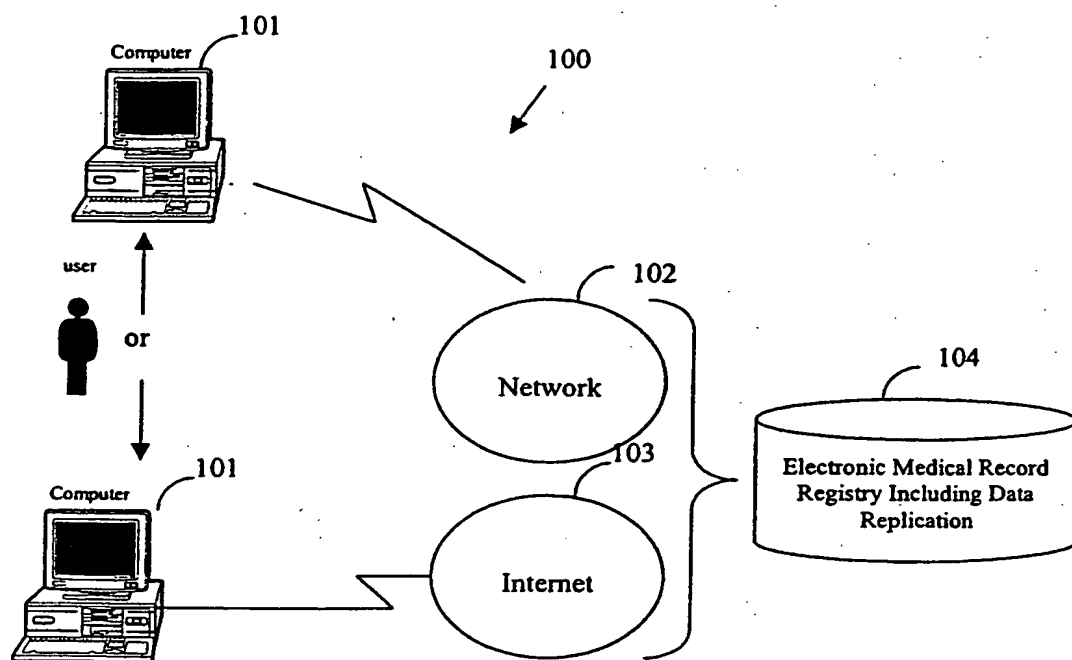 101
Computer
100
user
or
102
Network
104
Electronic Medical Record
Registry Including Data
Replication
103
101
Computer
Internet